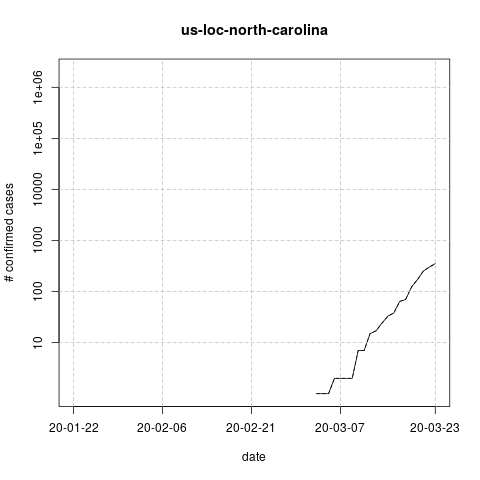 us-loc-north-carolina
# confirmed cases
1e+06
1e+05
10000
1000
100
10
20-01-22
20-02-06
20-02-21
20-03-07
20-03-23
date